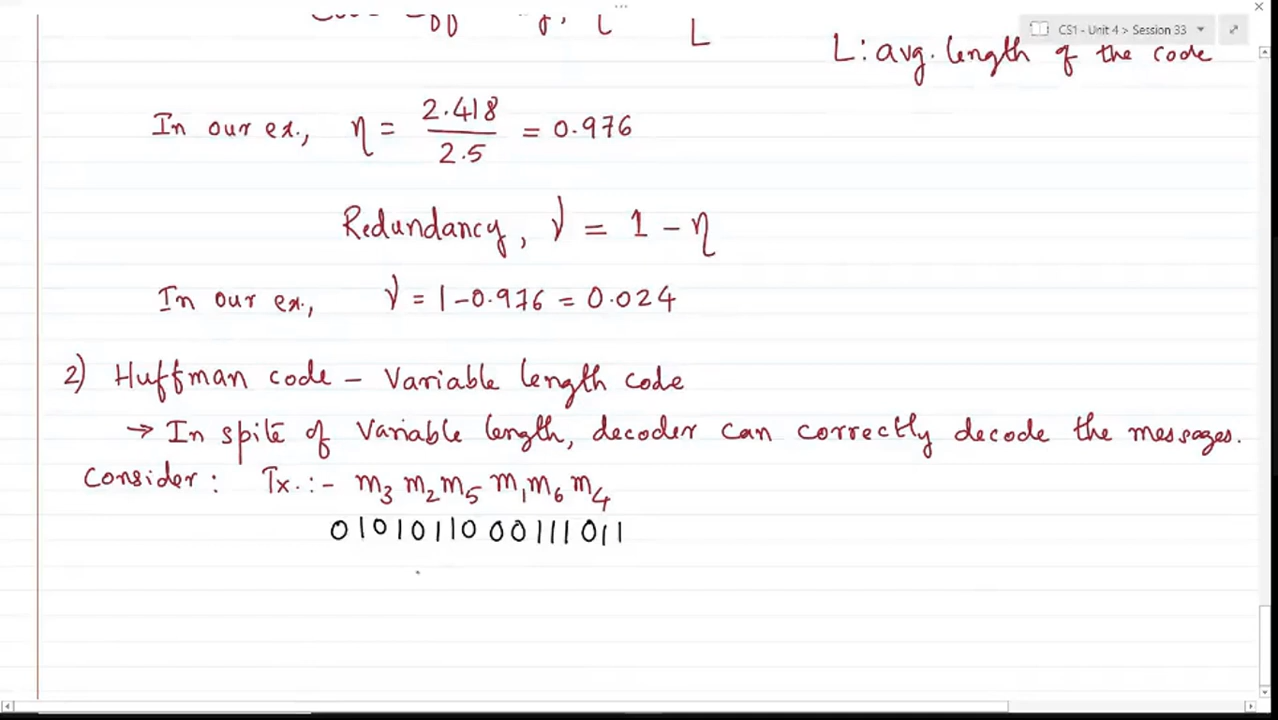 CS1 - Unit 4 > Session 33
L
L : avg. length of the code
In our ex., η = 2.418 / 2.5 = 0.976
Redundancy, γ = 1 - η
In our ex., γ = 1 - 0.976 = 0.024
2) Huffman code - Variable length code
→ In spite of variable length, decoder can correctly decode the messages.
Consider : Tx. :- m₃ m₂ m₅ m₁ m₆ m₄
0101011000111011